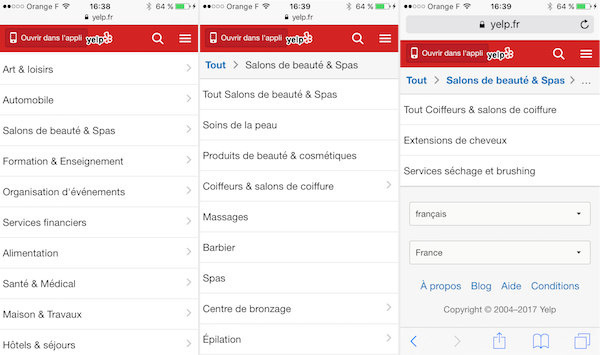 Orange F 16:38 64 %
yelp.fr
Ouvrir dans l'appli yelp
Art & loisirs
Automobile
Salons de beauté & Spas
Formation & Enseignement
Organisation d'événements
Services financiers
Alimentation
Santé & Médical
Maison & Travaux
Hôtels & séjours
Orange F 16:39 64 %
yelp.fr
Ouvrir dans l'appli yelp
Tout > Salons de beauté & Spas
Tout Salons de beauté & Spas
Soins de la peau
Produits de beauté & cosmétiques
Coiffeurs & salons de coiffure
Massages
Barbier
Spas
Centre de bronzage
Épilation
Orange F 16:39 64 %
yelp.fr
Ouvrir dans l'appli yelp
Tout > Salons de beauté & Spas > ...
Tout Coiffeurs & salons de coiffure
Extensions de cheveux
Services séchage et brushing
français
France
À propos Blog Aide Conditions
Copyright © 2004–2017 Yelp